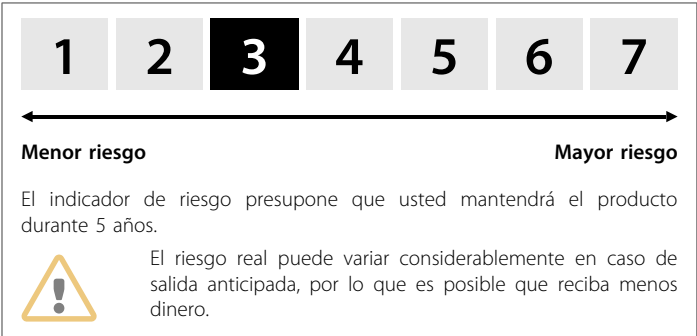 1 2 3 4 5 6 7
Menor riesgo Mayor riesgo
El indicador de riesgo presupone que usted mantendrá el producto
durante 5 años.
El riesgo real puede variar considerablemente en caso de
salida anticipada, por lo que es posible que reciba menos
dinero.